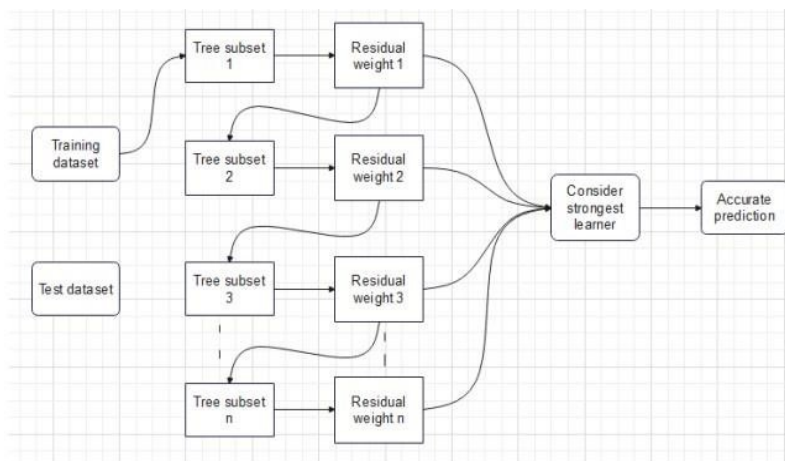 Tree subset
1
Residual
weight 1
Training
dataset
Tree subset
2
Residual
weight 2
Consider
strongest
learner
Accurate
prediction
Test dataset
Tree subset
3
Residual
weight 3
Tree subset
n
Residual
weight n